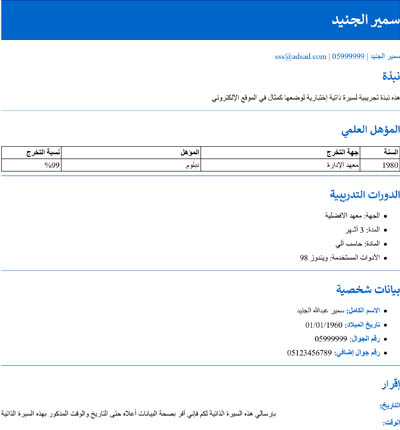 سمير الجنيد
سمير الجنيد | 05999999 | sss@adsad.com
نبذة
هذه نبذة تجريبية لسيرة ذاتية إختبارية لوضعها كمثال في الموقع الإلكتروني
المؤهل العلمي
السنة جهة التخرج المؤهل نسبة التخرج
1980 معهد الإدارة دبلوم 99%
الدورات التدريبية
الجهة: معهد الافضلية
المدة: 3 أشهر
المادة: حاسب آلي
الأدوات المستخدمة: ويندوز 98
بيانات شخصية
الاسم الكامل: سمير عبدالله الجنيد
تاريخ الميلاد: 01/01/1960
رقم الجوال: 05999999
رقم جوال إضافي: 05123456789
إقرار
التاريخ:
بإرسالي هذه السيرة الذاتية لكم فإني أقر بصحة البيانات أعلاه حتى التاريخ والوقت المذكور بهذه السيرة الذاتية
الوقت: